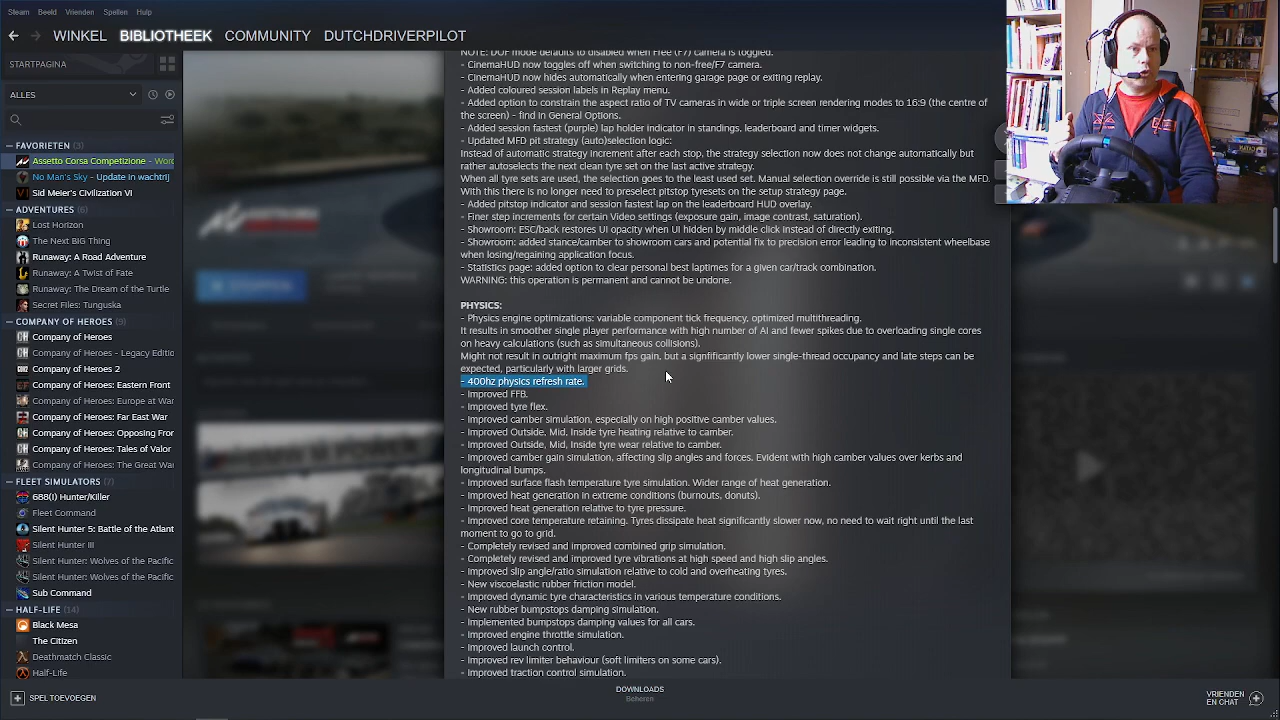 Steam Beeld Vrienden Spellen Hulp
WINKEL BIBLIOTHEEK COMMUNITY DUTCHDRIVERPILOT
STARTPAGINA
ALLES
FAVORIETEN (3)
Assetto Corsa Competizione - Word
No Man's Sky - Update in wachtrij
Sid Meier's Civilization VI
ADVENTURES (6)
Lost Horizon
The Next BIG Thing
Runaway: A Road Adventure
Runaway: A Twist of Fate
Runaway: The Dream of the Turtle
Secret Files: Tunguska
COMPANY OF HEROES (9)
Company of Heroes
Company of Heroes - Legacy Editio
Company of Heroes 2
Company of Heroes: Eastern Front
Company of Heroes: Europe at War
Company of Heroes: Far East War
Company of Heroes: Opposing Fron
Company of Heroes: Tales of Valor
Company of Heroes: The Great War
FLEET SIMULATORS (7)
688(I) Hunter/Killer
Fleet Command
Silent Hunter 5: Battle of the Atlant
Silent Hunter III
Silent Hunter: Wolves of the Pacific
Silent Hunter: Wolves of the Pacific
Sub Command
HALF-LIFE (14)
Black Mesa
The Citizen
Deathmatch Classic
Half-Life
NOTE: DOF mode defaults to disabled when Free (F7) camera is toggled.
- CinemaHUD now toggles off when switching to non-free/F7 camera.
- CinemaHUD now hides automatically when entering garage page or exiting replay.
- Added coloured session labels in Replay menu.
- Added option to constrain the aspect ratio of TV cameras in wide or triple screen rendering modes to 16:9 (the centre of
the screen) - find in General Options.
- Added session fastest (purple) lap holder indicator in standings, leaderboard and timer widgets.
- Updated MFD pit strategy (auto)selection logic:
Instead of automatic strategy increment after each stop, the strategy selection now does not change automatically but
rather autoselects the next clean tyre set on the last active strategy.
When all tyre sets are used, the selection goes to the least used set. Manual selection override is still possible via the MFD.
With this there is no longer need to preselect pitstop tyresets on the setup strategy page.
- Added pitstop indicator and session fastest lap on the leaderboard HUD overlay.
- Finer step increments for certain Video settings (exposure gain, image contrast, saturation).
- Showroom: ESC/back restores UI opacity when UI hidden by middle click instead of directly exiting.
- Showroom: added stance/camber to showroom cars and potential fix to precision error leading to inconsistent wheelbase
when losing/regaining application focus.
- Statistics page: added option to clear personal best laptimes for a given car/track combination.
WARNING: this operation is permanent and cannot be undone.
PHYSICS:
- Physics engine optimizations: variable component tick frequency, optimized multithreading.
It results in smoother single player performance with high number of AI and fewer spikes due to overloading single cores
on heavy calculations (such as simultaneous collisions).
Might not result in outright maximum fps gain, but a significantly lower single-thread occupancy and late steps can be
expected, particularly with larger grids.
- 400hz physics refresh rate.
- Improved FFB.
- Improved tyre flex.
- Improved camber simulation, especially on high positive camber values.
- Improved Outside, Mid, Inside tyre heating relative to camber.
- Improved Outside, Mid, Inside tyre wear relative to camber.
- Improved camber gain simulation, affecting slip angles and forces. Evident with high camber values over kerbs and
longitudinal bumps.
- Improved surface flash temperature tyre simulation. Wider range of heat generation.
- Improved heat generation in extreme conditions (burnouts, donuts).
- Improved heat generation relative to tyre pressure.
- Improved core temperature retaining. Tyres dissipate heat significantly slower now, no need to wait right until the last
moment to go to grid.
- Completely revised and improved combined grip simulation.
- Completely revised and improved tyre vibrations at high speed and high slip angles.
- Improved slip angle/ratio simulation relative to cold and overheating tyres.
- New viscoelastic rubber friction model.
- Improved dynamic tyre characteristics in various temperature conditions.
- New rubber bumpstops damping simulation.
- Implemented bumpstops damping values for all cars.
- Improved engine throttle simulation.
- Improved launch control.
- Improved rev limiter behaviour (soft limiters on some cars).
- Improved traction control simulation.
SPEL TOEVOEGEN
DOWNLOADS
Beheren
VRIENDEN
EN CHAT